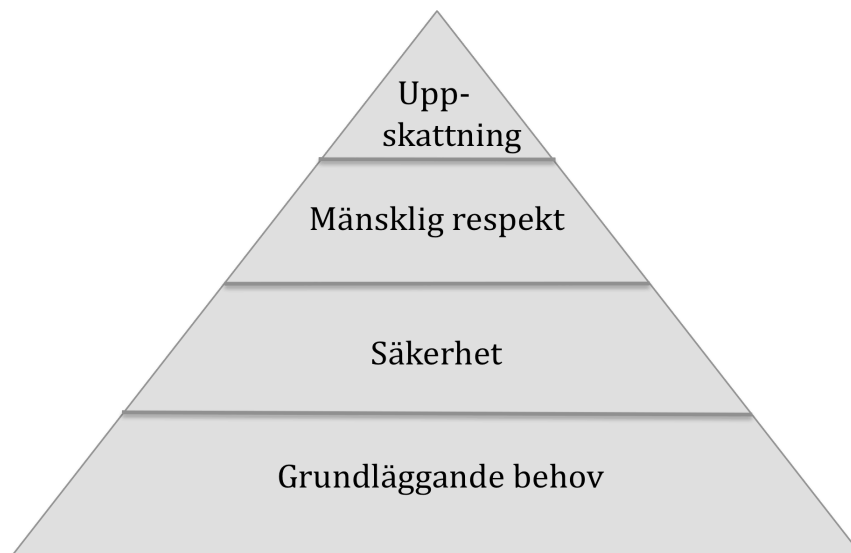 Upp-
skattning
Mänsklig respekt
Säkerhet
Grundläggande behov